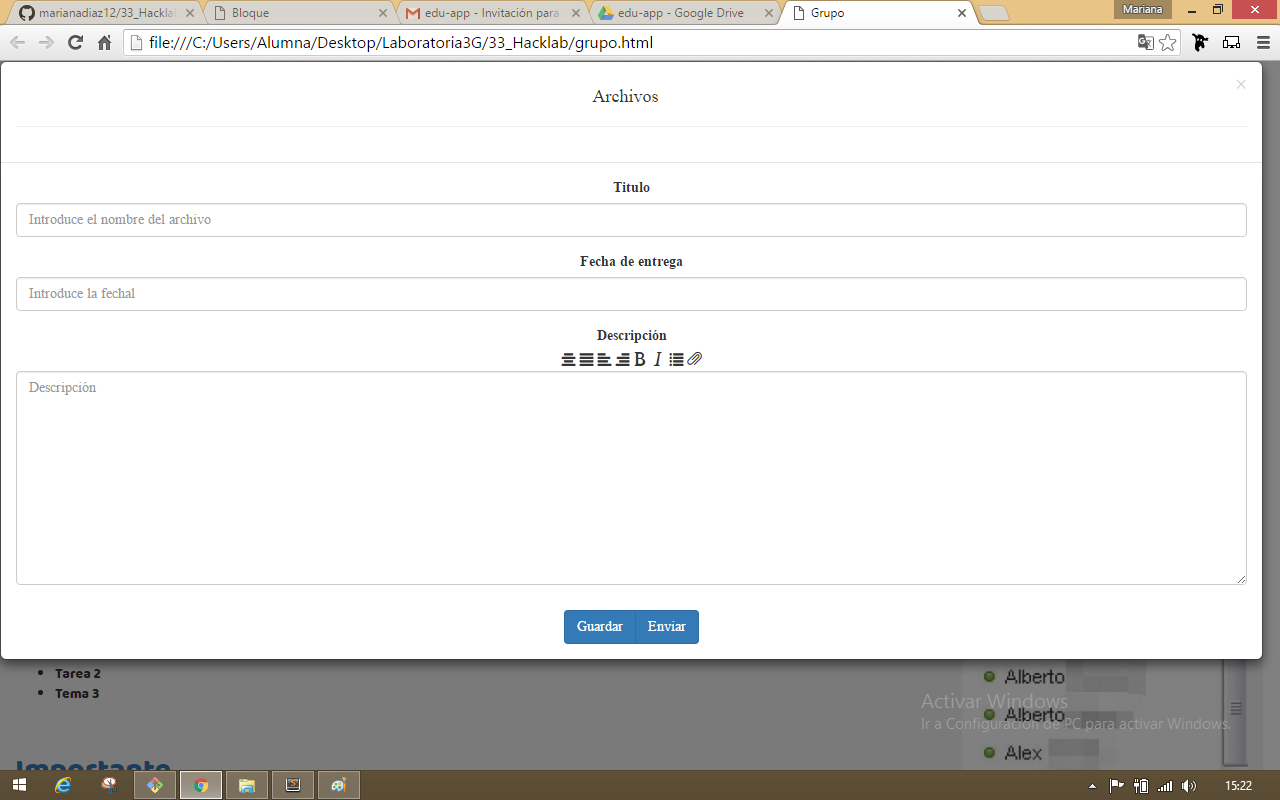 marianadiaz12/33_Hackla
Bloque
edu-app - Invitación para
edu-app - Google Drive
Grupo
Mariana
file:///C:/Users/Alumna/Desktop/Laboratoria3G/33_Hacklab/grupo.html
×
Archivos
Titulo
Introduce el nombre del archivo
Fecha de entrega
Introduce la fechal
Descripción
B I
Descripción
Guardar Enviar
Tarea 2
Tema 3
Alberto
Activar Windows
Alberto
Ir a Configuración de PC para activar Windows.
Alex
Importante
15:22